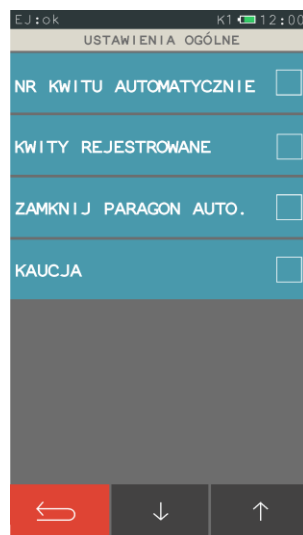 EJ:ok K1 12:00
USTAWIENIA OGÓLNE
NR KWITU AUTOMATYCZNIE
KWITY REJESTROWANE
ZAMKNIJ PARAGON AUTO.
KAUCJA